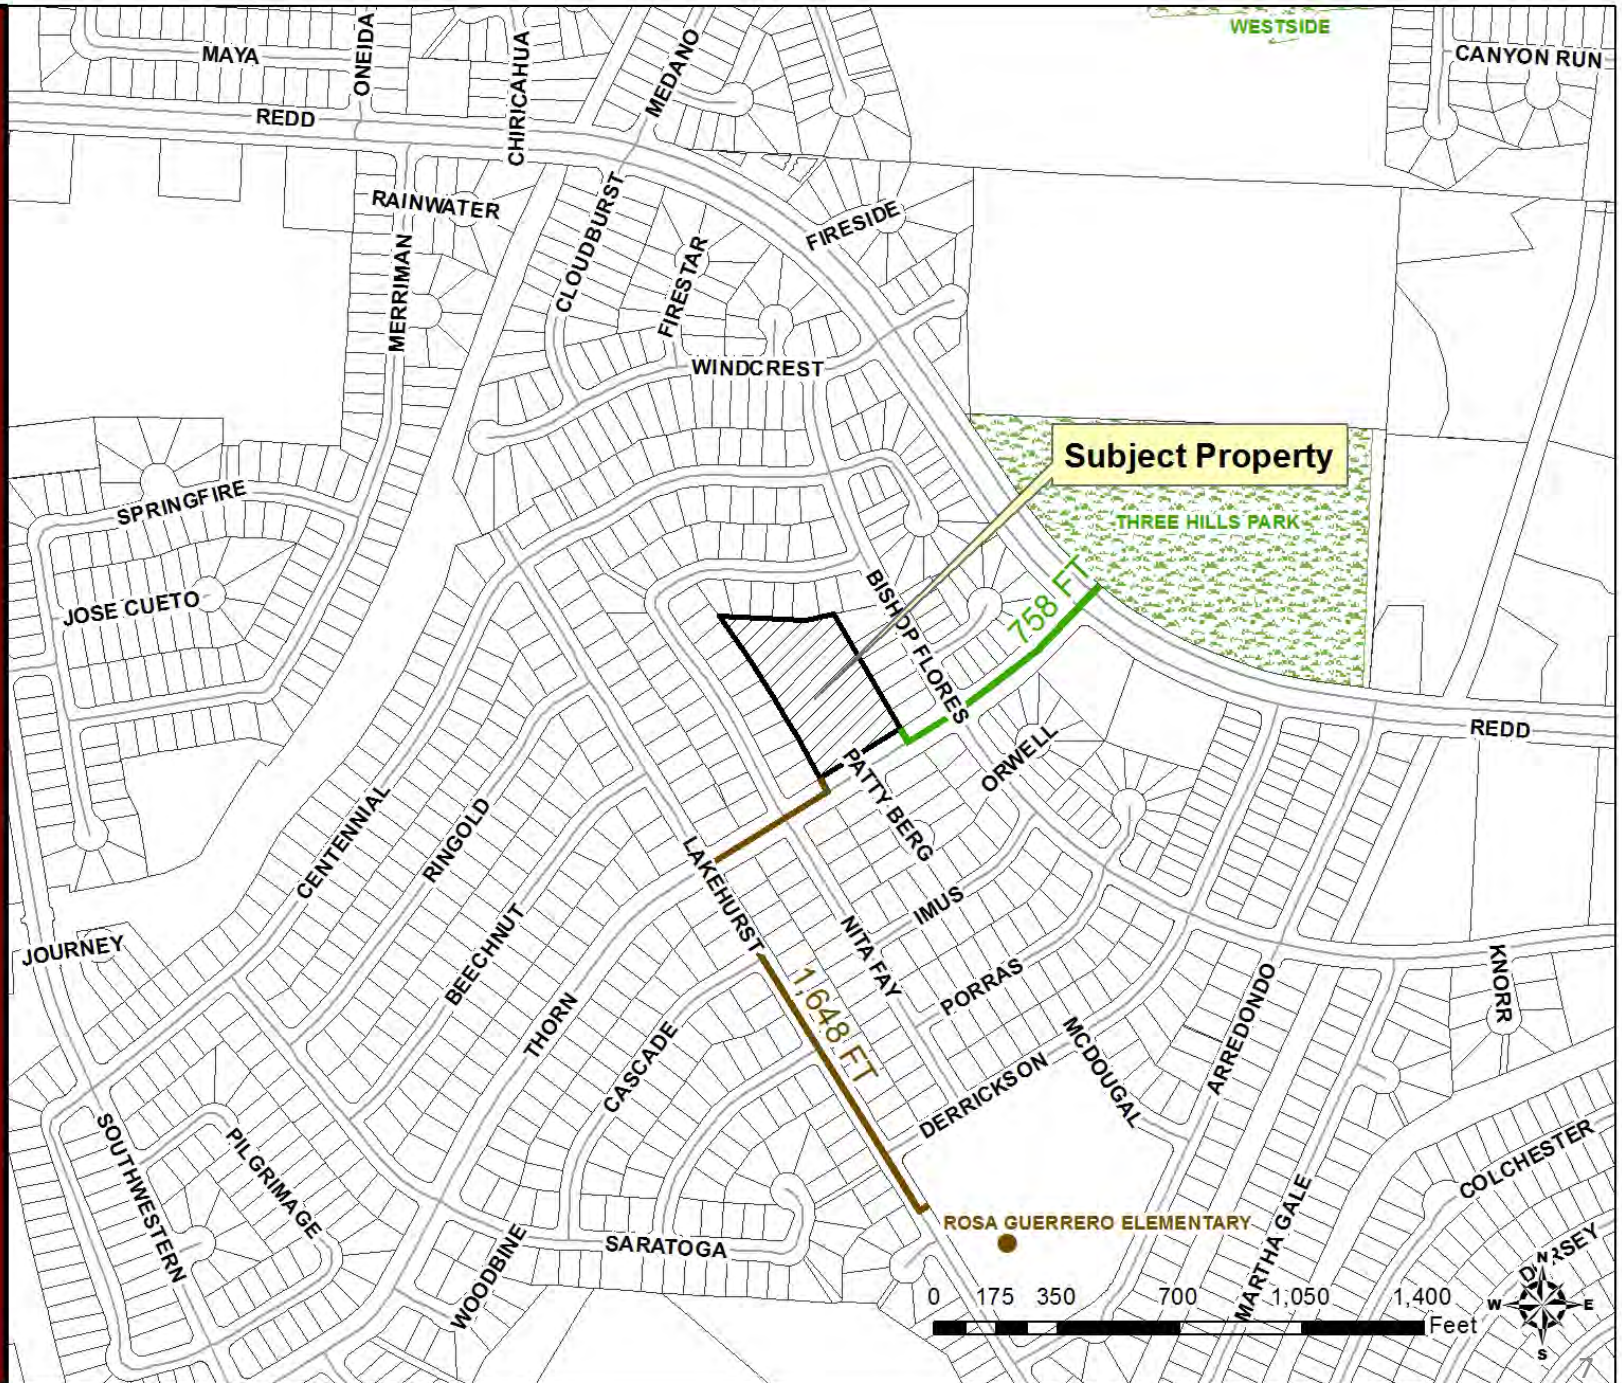 WESTSIDE
MAYA
ONEIDA
CHIRICAHUA
MEDANO
CANYON RUN
REDD
RAINWATER
MERRIMAN
CLOUDBURST
FIRESTAR
FIRESIDE
WINDCREST
Subject Property
SPRINGFIRE
THREE HILLS PARK
JOSE CUETO
BISHOP FLORES
758 FT
REDD
PATTY BERG
ORWELL
CENTENNIAL
RINGOLD
LAKEHURST
IMUS
JOURNEY
BEECHNUT
NITA FAY
1,648 FT
PORRAS
KNORR
THORN
CASCADE
MCDOUGAL
ARREDONDO
DERRICKSON
SOUTHWESTERN
PILGRIMAGE
COLCHESTER
WOODBINE
SARATOGA
ROSA GUERRERO ELEMENTARY
MARTHA GALE
N
W E
S
0 175 350 700 1,050 1,400
Feet
7